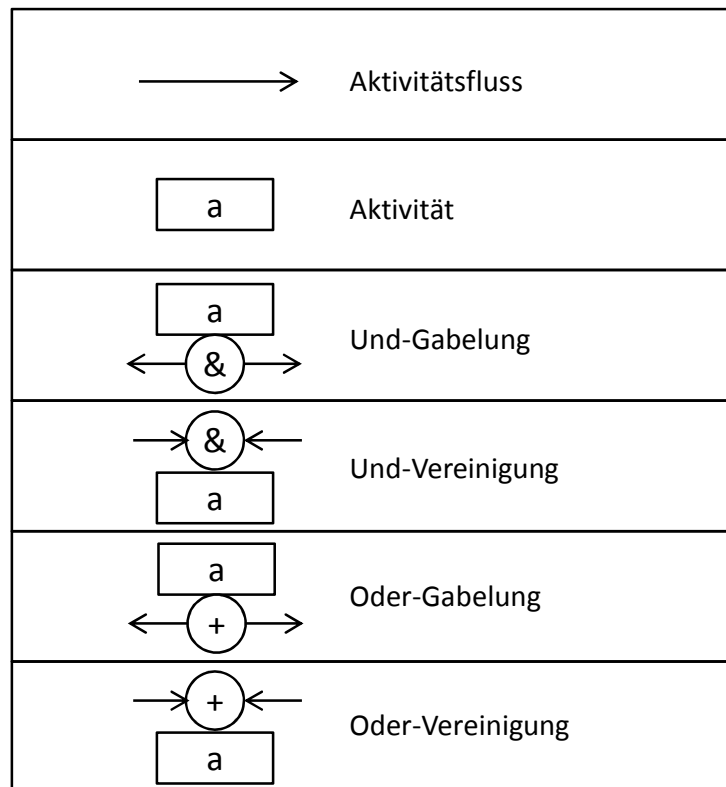 Aktivitätsfluss
a Aktivität
a
& Und-Gabelung
& Und-Vereinigung
a
a
+ Oder-Gabelung
+ Oder-Vereinigung
a